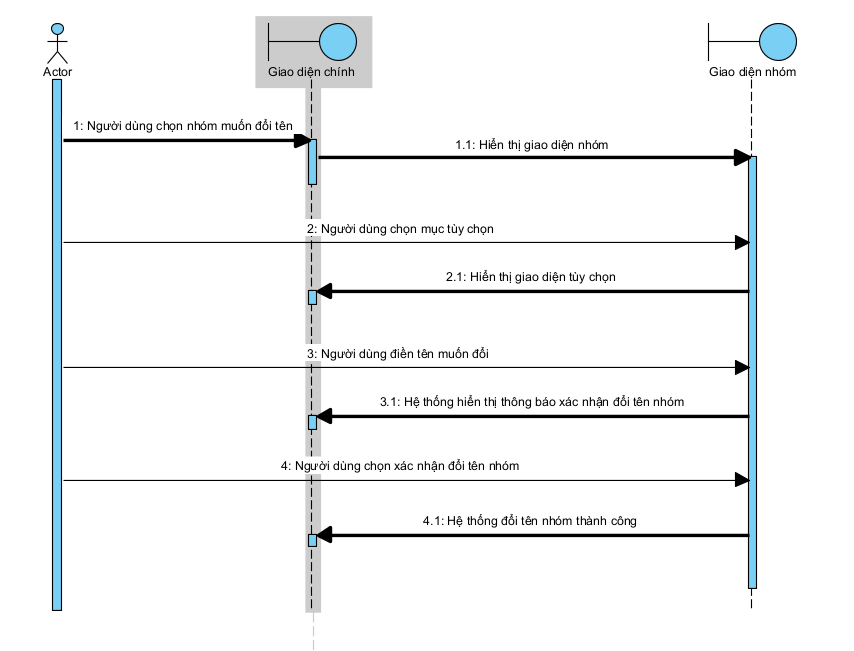 Actor
Giao diện chính
Giao diện nhóm
1: Người dùng chọn nhóm muốn đổi tên
1.1: Hiển thị giao diện nhóm
2: Người dùng chọn mục tùy chọn
2.1: Hiển thị giao diện tùy chọn
3: Người dùng điền tên muốn đổi
3.1: Hệ thống hiển thị thông báo xác nhận đổi tên nhóm
4: Người dùng chọn xác nhận đổi tên nhóm
4.1: Hệ thống đổi tên nhóm thành công